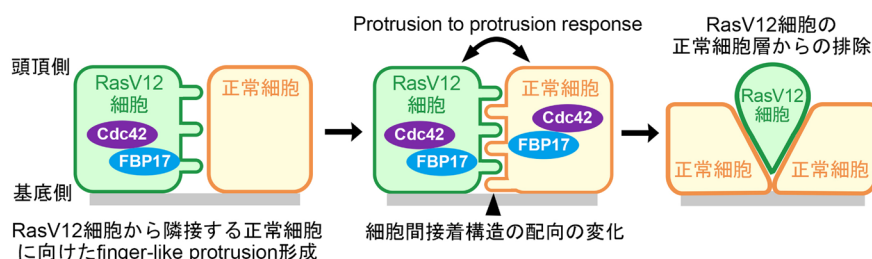 頭頂側
基底側
RasV12
細胞
正常細胞
Cdc42
FBP17
RasV12細胞から隣接する正常細胞
に向けたfinger-like protrusion形成
Protrusion to protrusion response
RasV12
細胞
正常細胞
Cdc42
FBP17
Cdc42
FBP17
細胞間接着構造の配向の変化
RasV12細胞の
正常細胞層からの排除
RasV12
細胞
正常細胞
正常細胞